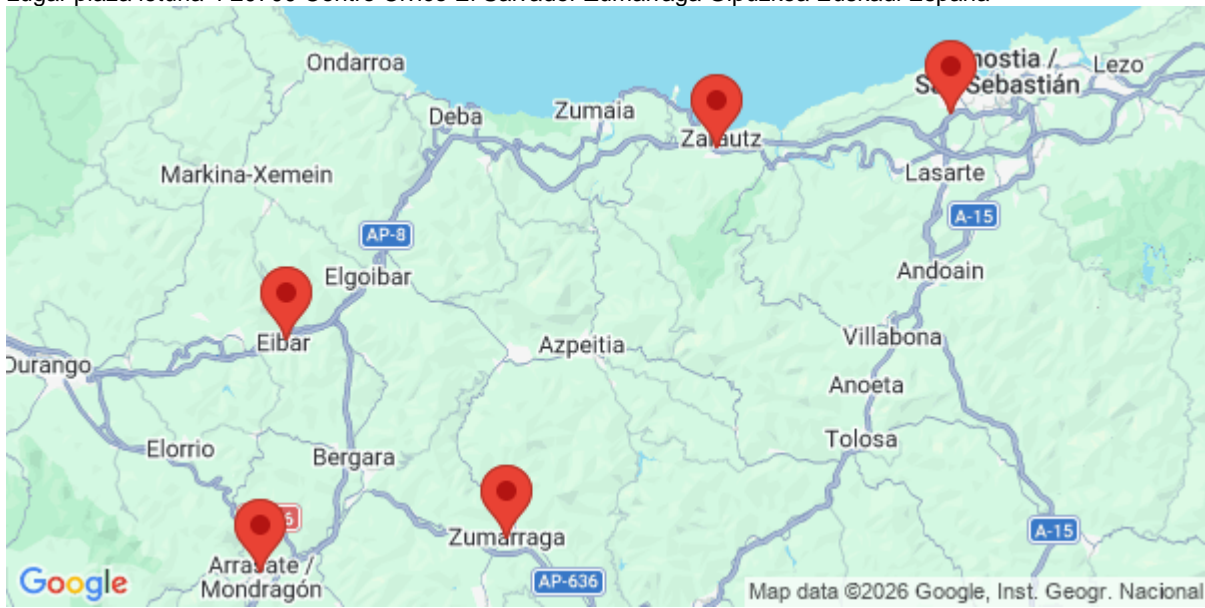 Ondarroa
Deba
Zumaia
Zarautz
Donostia /
San Sebastián
Lezo
Markina-Xemein
Lasarte
A-15
AP-8
Elgoibar
Andoain
Eibar
Azpeitia
Villabona
Durango
Anoeta
Elorrio
Bergara
Tolosa
Zumarraga
Arrasate /
Mondragón
AP-636
A-15
Google
Map data ©2026 Google, Inst. Geogr. Nacional